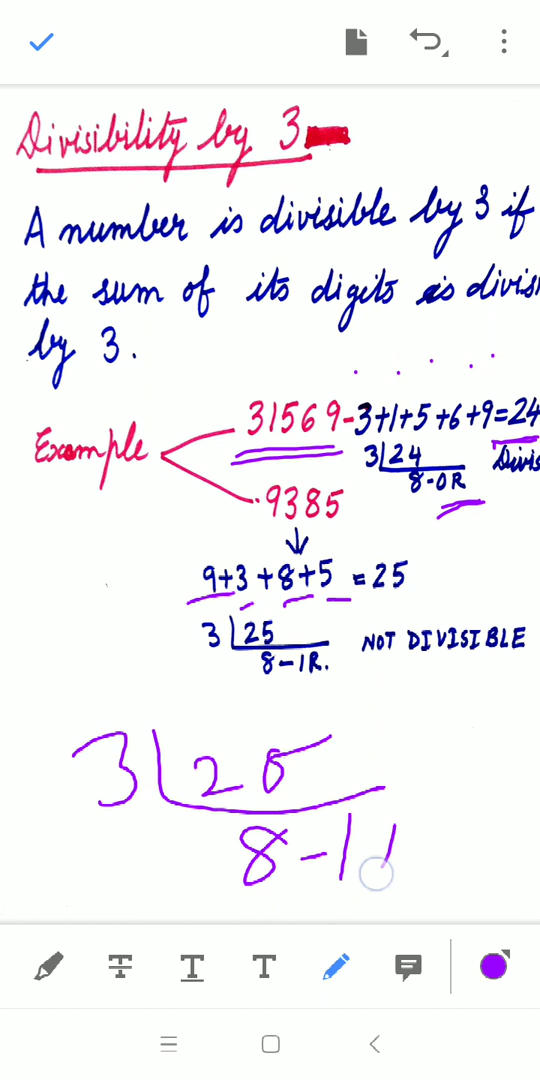 Divisibility by 3
A number is divisible by 3 if
the sum of its digits is divis
by 3.
Example
31569-3+1+5+6+9=24
3 24 Divis
8-0R
9385
9+3+8+5 = 25
3 25 NOT DIVISIBLE
8-1R.
3 25
8-1
T T T